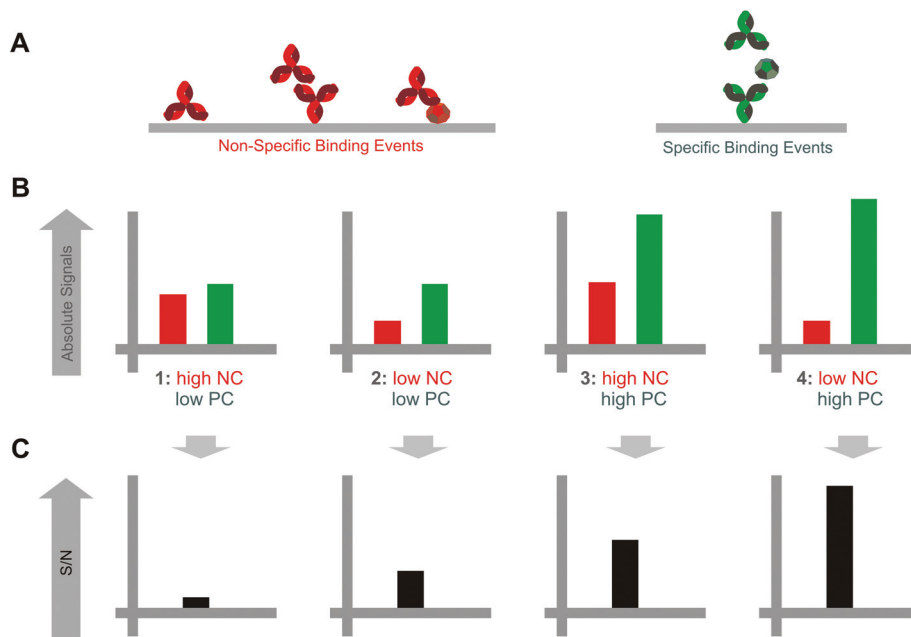 A
Non-Specific Binding Events
Specific Binding Events
B
Absolute Signals
1: high NC
low PC
2: low NC
low PC
3: high NC
high PC
4: low NC
high PC
C
S/N